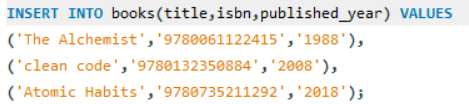 INSERT INTO books(title,isbn,published_year) VALUES
('The Alchemist','9780061122415','1988'),
('clean code','9780132350884','2008'),
('Atomic Habits','9780735211292','2018');